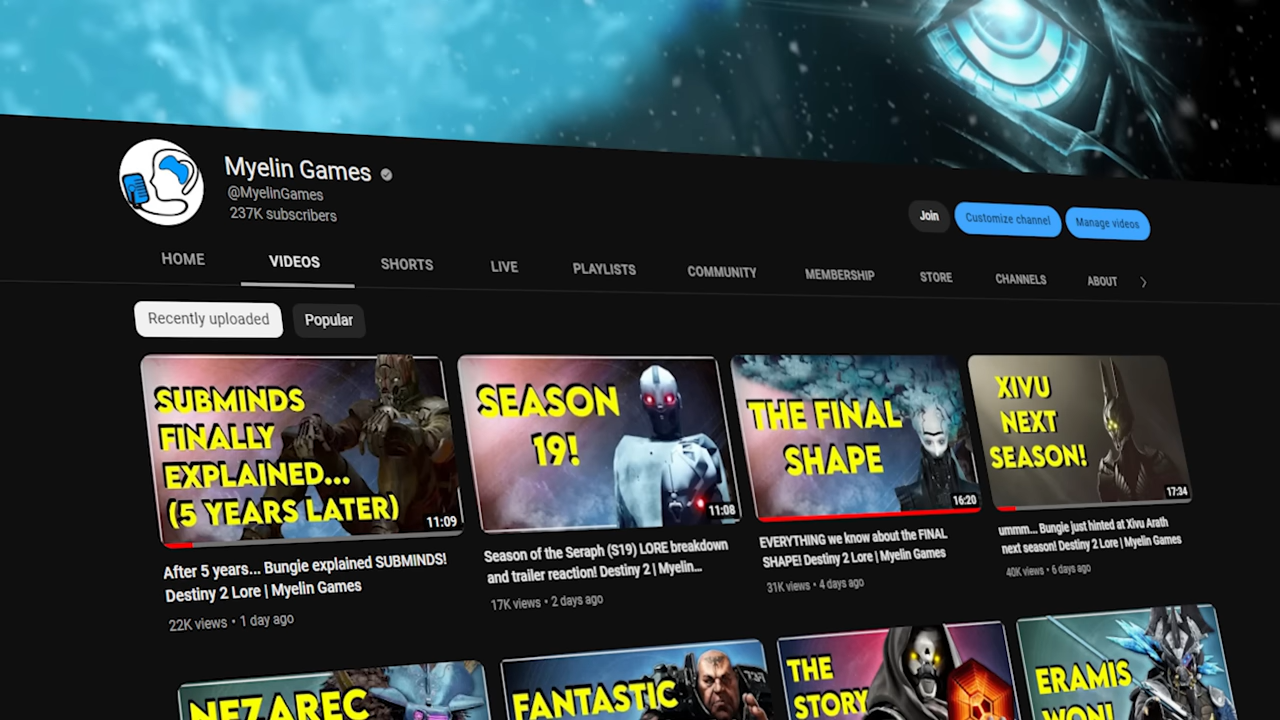 Myelin Games
@MyelinGames
237K subscribers
Join
Customize channel
Manage videos
HOME
VIDEOS
SHORTS
LIVE
PLAYLISTS
COMMUNITY
MEMBERSHIP
STORE
CHANNELS
ABOUT
Recently uploaded
Popular
SUBMINDS
FINALLY
EXPLAINED...
(5 YEARS LATER)
11:09
After 5 years... Bungie explained SUBMINDS!
Destiny 2 Lore | Myelin Games
22K views • 1 day ago
SEASON
19!
11:08
Season of the Seraph (S19) LORE breakdown
and trailer reaction! Destiny 2 | Myelin...
17K views • 2 days ago
THE FINAL
SHAPE
16:20
EVERYTHING we know about the FINAL
SHAPE! Destiny 2 Lore | Myelin Games
31K views • 4 days ago
XIVU
NEXT
SEASON!
17:34
ummm... Bungie just hinted at Xivu Arath
next season! Destiny 2 Lore | Myelin Games
40K views • 6 days ago
NEZAREC
FANTASTIC
THE
STORY
ERAMIS
WON!